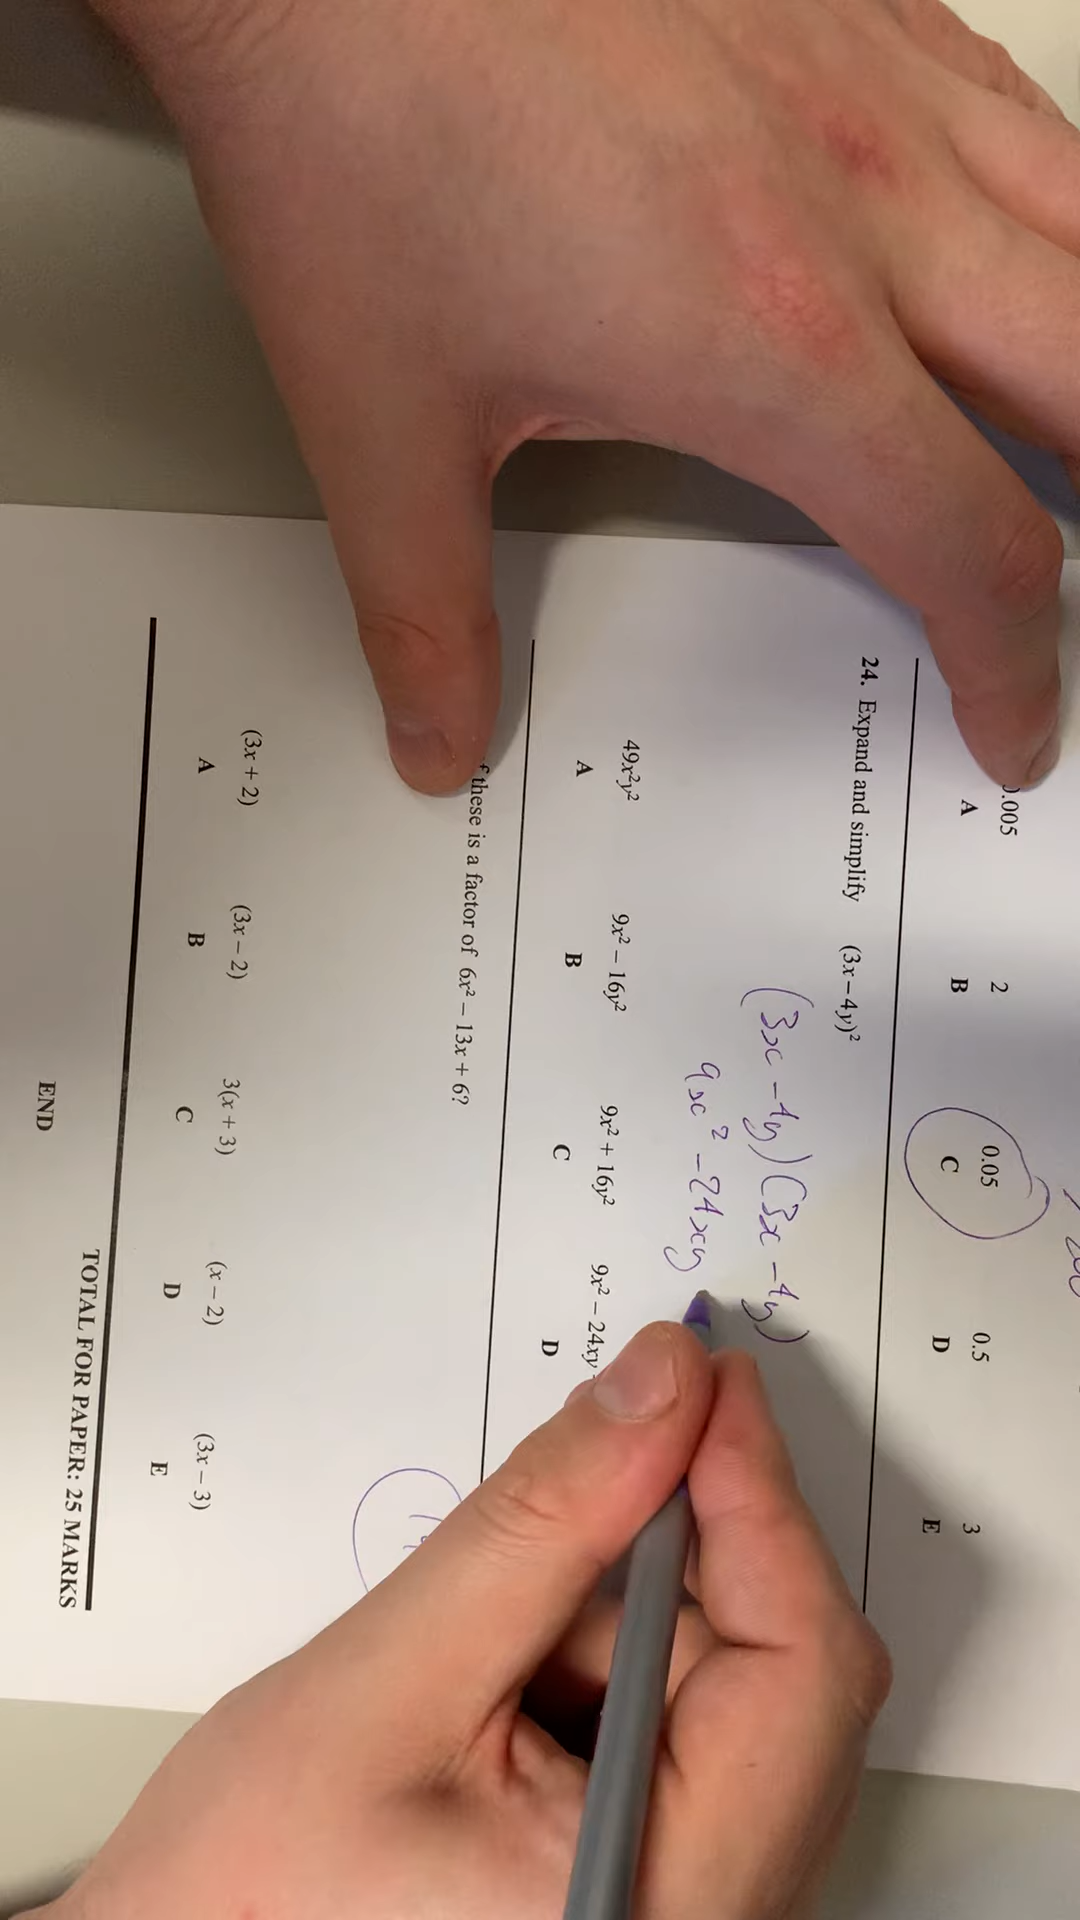 .005 2 0.05 0.5 3
A B C D E
24. Expand and simplify (3x – 4y)²
(3x – 4y)(3x – 4y)
9x² – 24xy
49x²y² 9x² – 16y² 9x² + 16y² 9x² – 24xy
A B C D
these is a factor of 6x² – 13x + 6?
(3x + 2) (3x – 2) 3(x + 3) (x – 2) (3x – 3)
A B C D E
END
TOTAL FOR PAPER: 25 MARKS